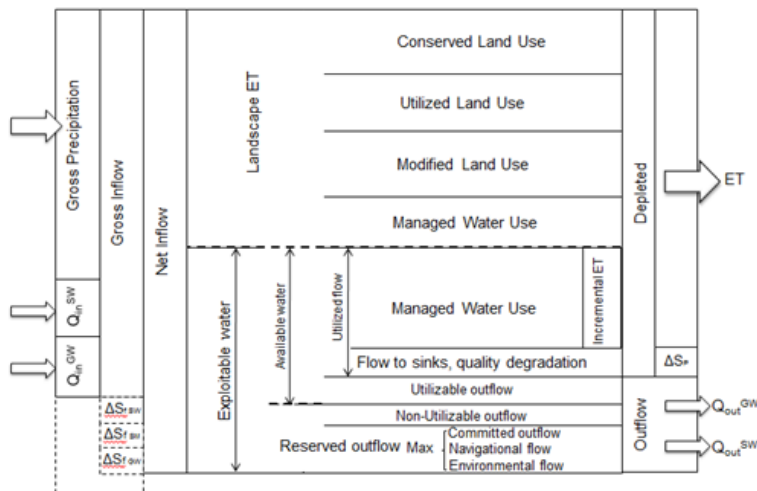 Gross Precipitation
Q_in^SW
Q_in^GW
Gross Inflow
ΔS_f SW
ΔS_f SM
ΔS_f GW
Net Inflow
Landscape ET
Conserved Land Use
Utilized Land Use
Modified Land Use
Managed Water Use
Exploitable water
Available water
Utilized flow
Managed Water Use
Incremental ET
Flow to sinks, quality degradation
Utilizable outflow
Non-Utilizable outflow
Reserved outflow Max
Committed outflow
Navigational flow
Environmental flow
Depleted
ΔS
Outflow
ET
Q_out^GW
Q_out^SW